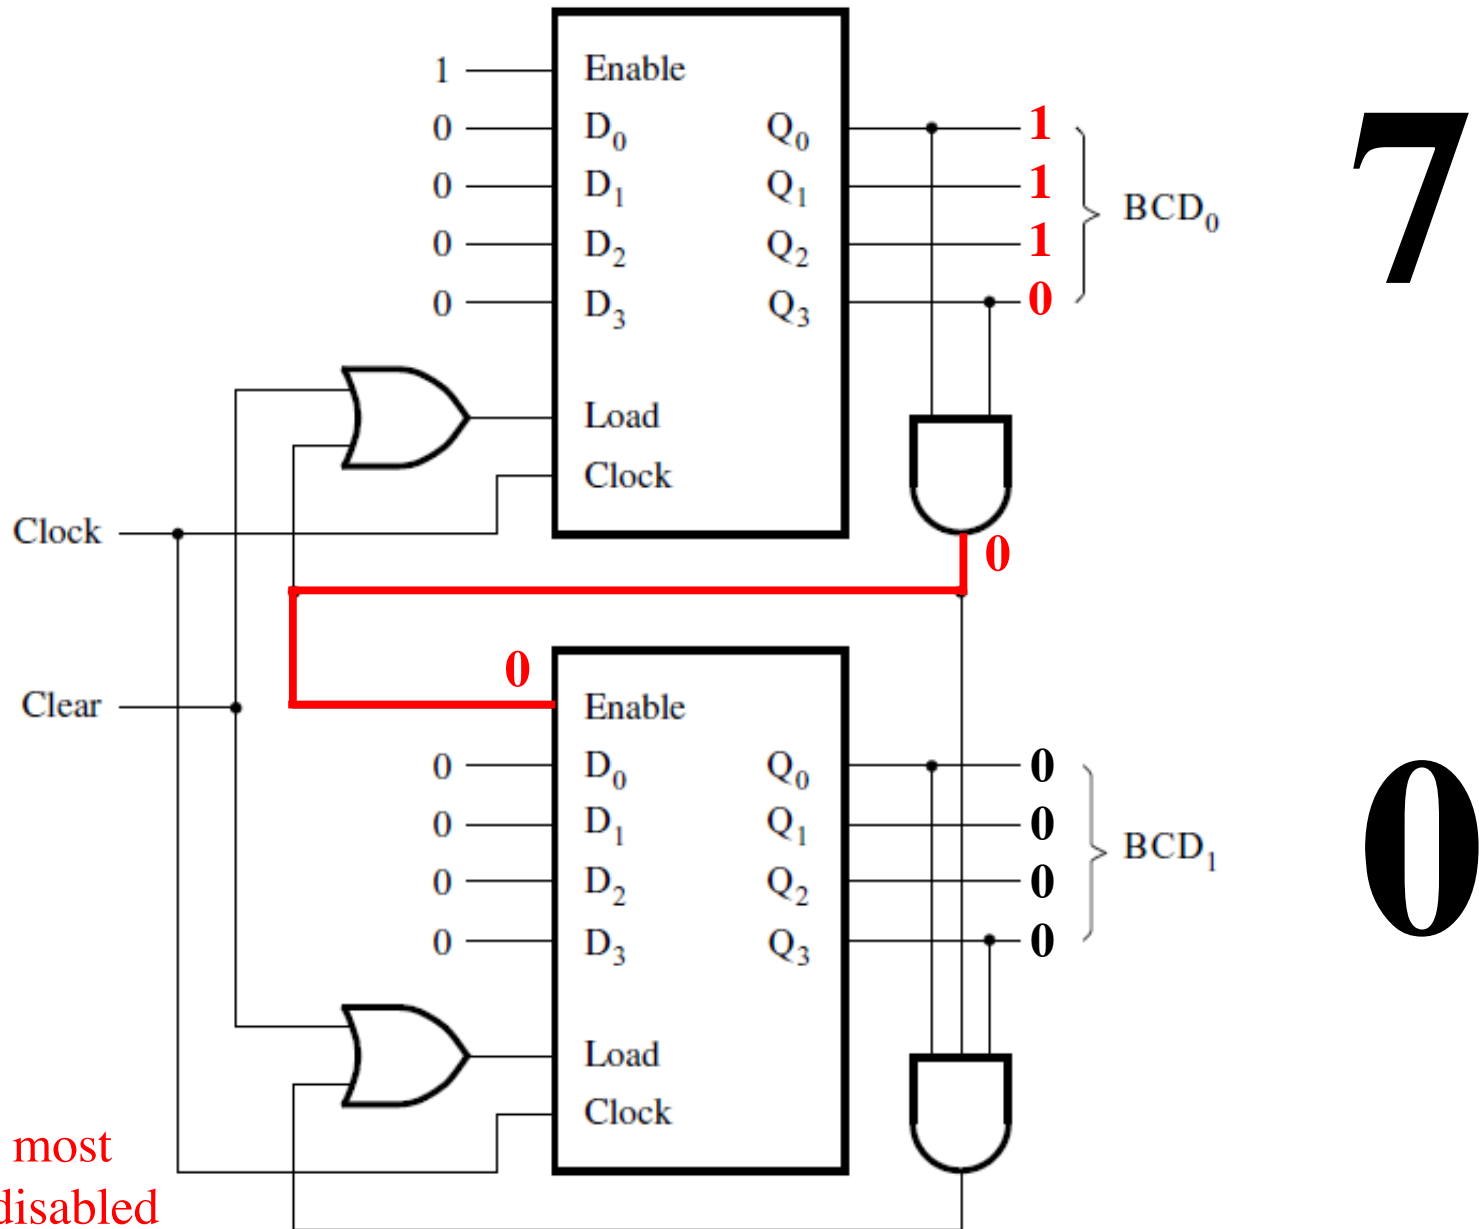 1 Enable
0 D0 Q0 1
0 D1 Q1 1
0 D2 Q2 1
0 D3 Q3 0
BCD0
7
Load
Clock
Clock
0
0
Clear
Enable
0 D0 Q0 0
0 D1 Q1 0
0 D2 Q2 0
0 D3 Q3 0
BCD1
0
Load
Clock
most
disabled